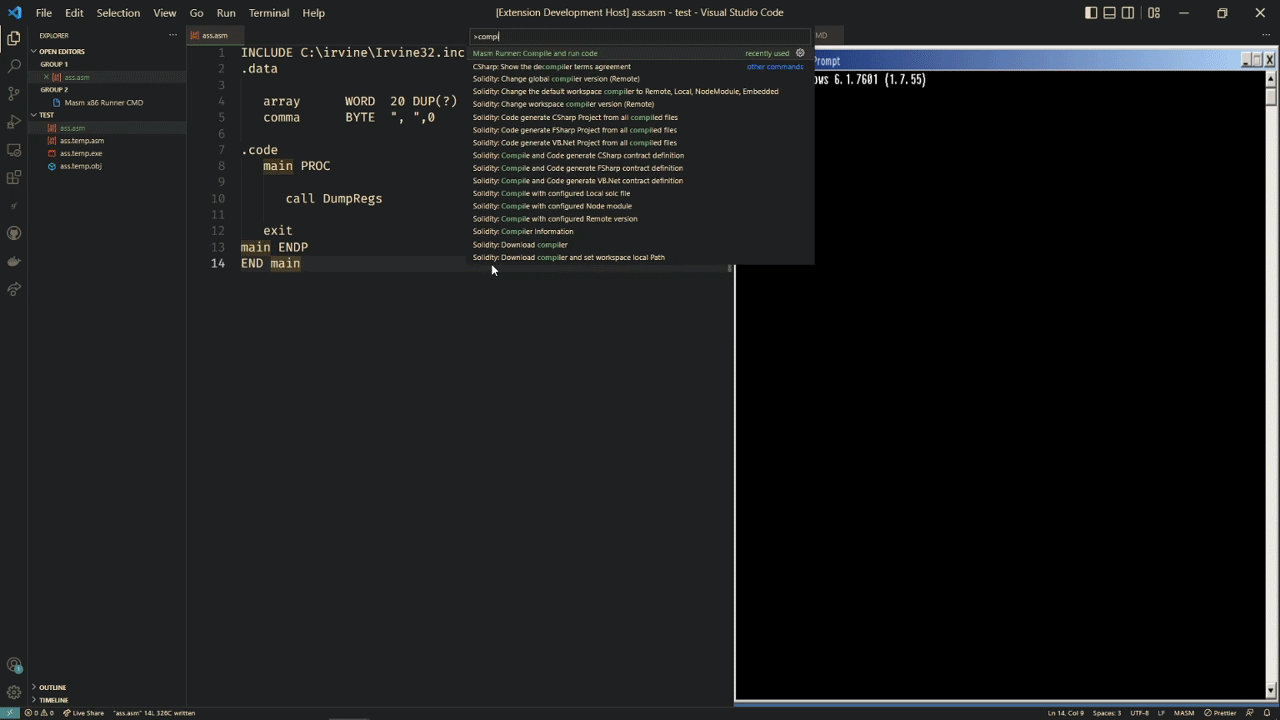 File Edit Selection View Go Run Terminal Help
[Extension Development Host] ass.asm - test - Visual Studio Code
EXPLORER
OPEN EDITORS
GROUP 1
ass.asm
GROUP 2
Masm x86 Runner CMD
TEST
ass.asm
ass.temp.asm
ass.temp.exe
ass.temp.obj
OUTLINE
TIMELINE
ass.asm
1 INCLUDE C:\irvine\Irvine32.inc
2 .data
3
4 array WORD 20 DUP(?)
5 comma BYTE ", ",0
6
7 .code
8 main PROC
9
10 call DumpRegs
11
12 exit
13 main ENDP
14 END main
>compi
Masm Runner: Compile and run code recently used
CSharp: Show the decompiler terms agreement other commands
Solidity: Change global compiler version (Remote)
Solidity: Change the default workspace compiler to Remote, Local, NodeModule, Embedded
Solidity: Change workspace compiler version (Remote)
Solidity: Code generate CSharp Project from all compiled files
Solidity: Code generate FSharp Project from all compiled files
Solidity: Code generate VB.Net Project from all compiled files
Solidity: Compile and Code generate CSharp contract definition
Solidity: Compile and Code generate FSharp contract definition
Solidity: Compile and Code generate VB.Net contract definition
Solidity: Compile with configured Local solc file
Solidity: Compile with configured Node module
Solidity: Compile with configured Remote version
Solidity: Compiler Information
Solidity: Download compiler
Solidity: Download compiler and set workspace local Path
MD
Prompt
ows 6.1.7601 (1.7.55)
0 0 Live Share "ass.asm" 14L 326C written
Ln 14, Col 9 Spaces: 3 UTF-8 LF MASM Prettier